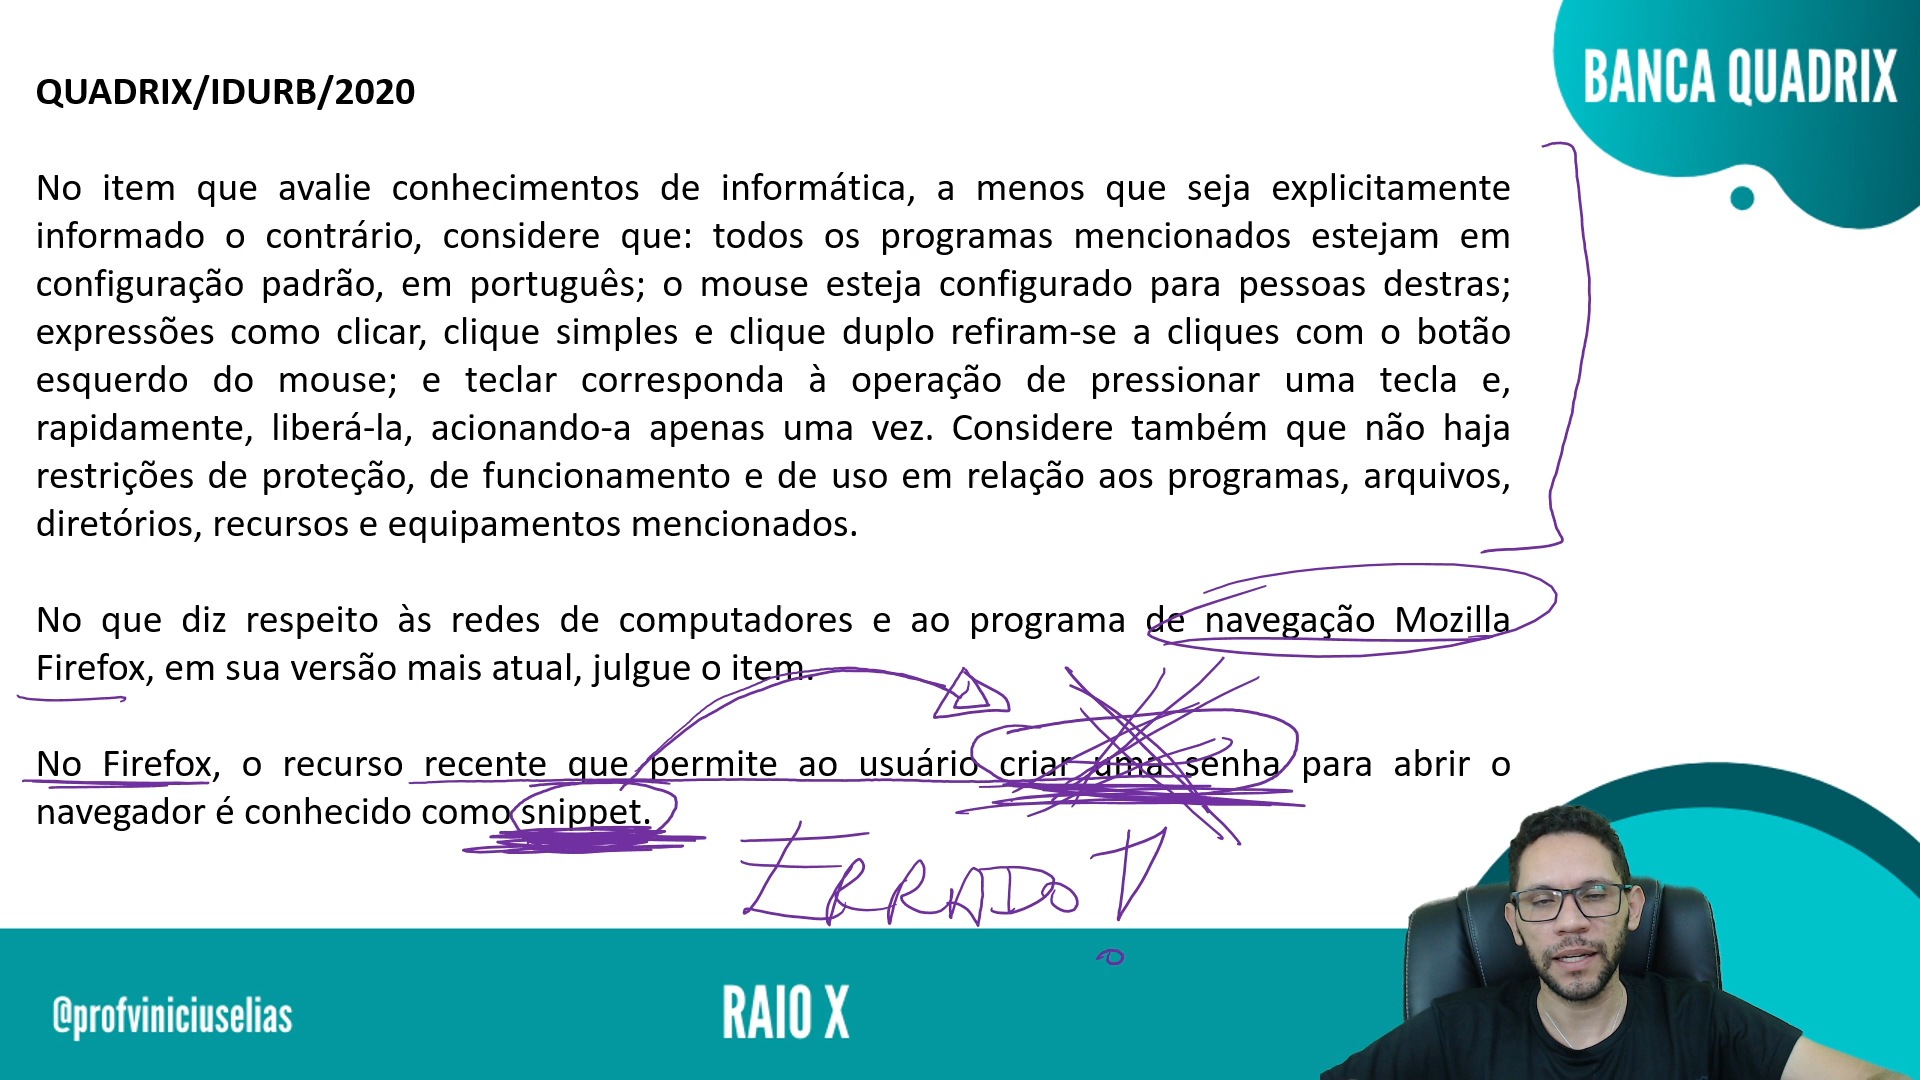 QUADRIX/IDURB/2020
BANCA QUADRIX
No item que avalie conhecimentos de informática, a menos que seja explicitamente
informado o contrário, considere que: todos os programas mencionados estejam em
configuração padrão, em português; o mouse esteja configurado para pessoas destras;
expressões como clicar, clique simples e clique duplo refiram-se a cliques com o botão
esquerdo do mouse; e teclar corresponda à operação de pressionar uma tecla e,
rapidamente, liberá-la, acionando-a apenas uma vez. Considere também que não haja
restrições de proteção, de funcionamento e de uso em relação aos programas, arquivos,
diretórios, recursos e equipamentos mencionados.
No que diz respeito às redes de computadores e ao programa de navegação Mozilla
Firefox, em sua versão mais atual, julgue o item.
No Firefox, o recurso recente que permite ao usuário criar uma senha para abrir o
navegador é conhecido como snippet.
ERRADO!
@profviniciuselias
RAIO X